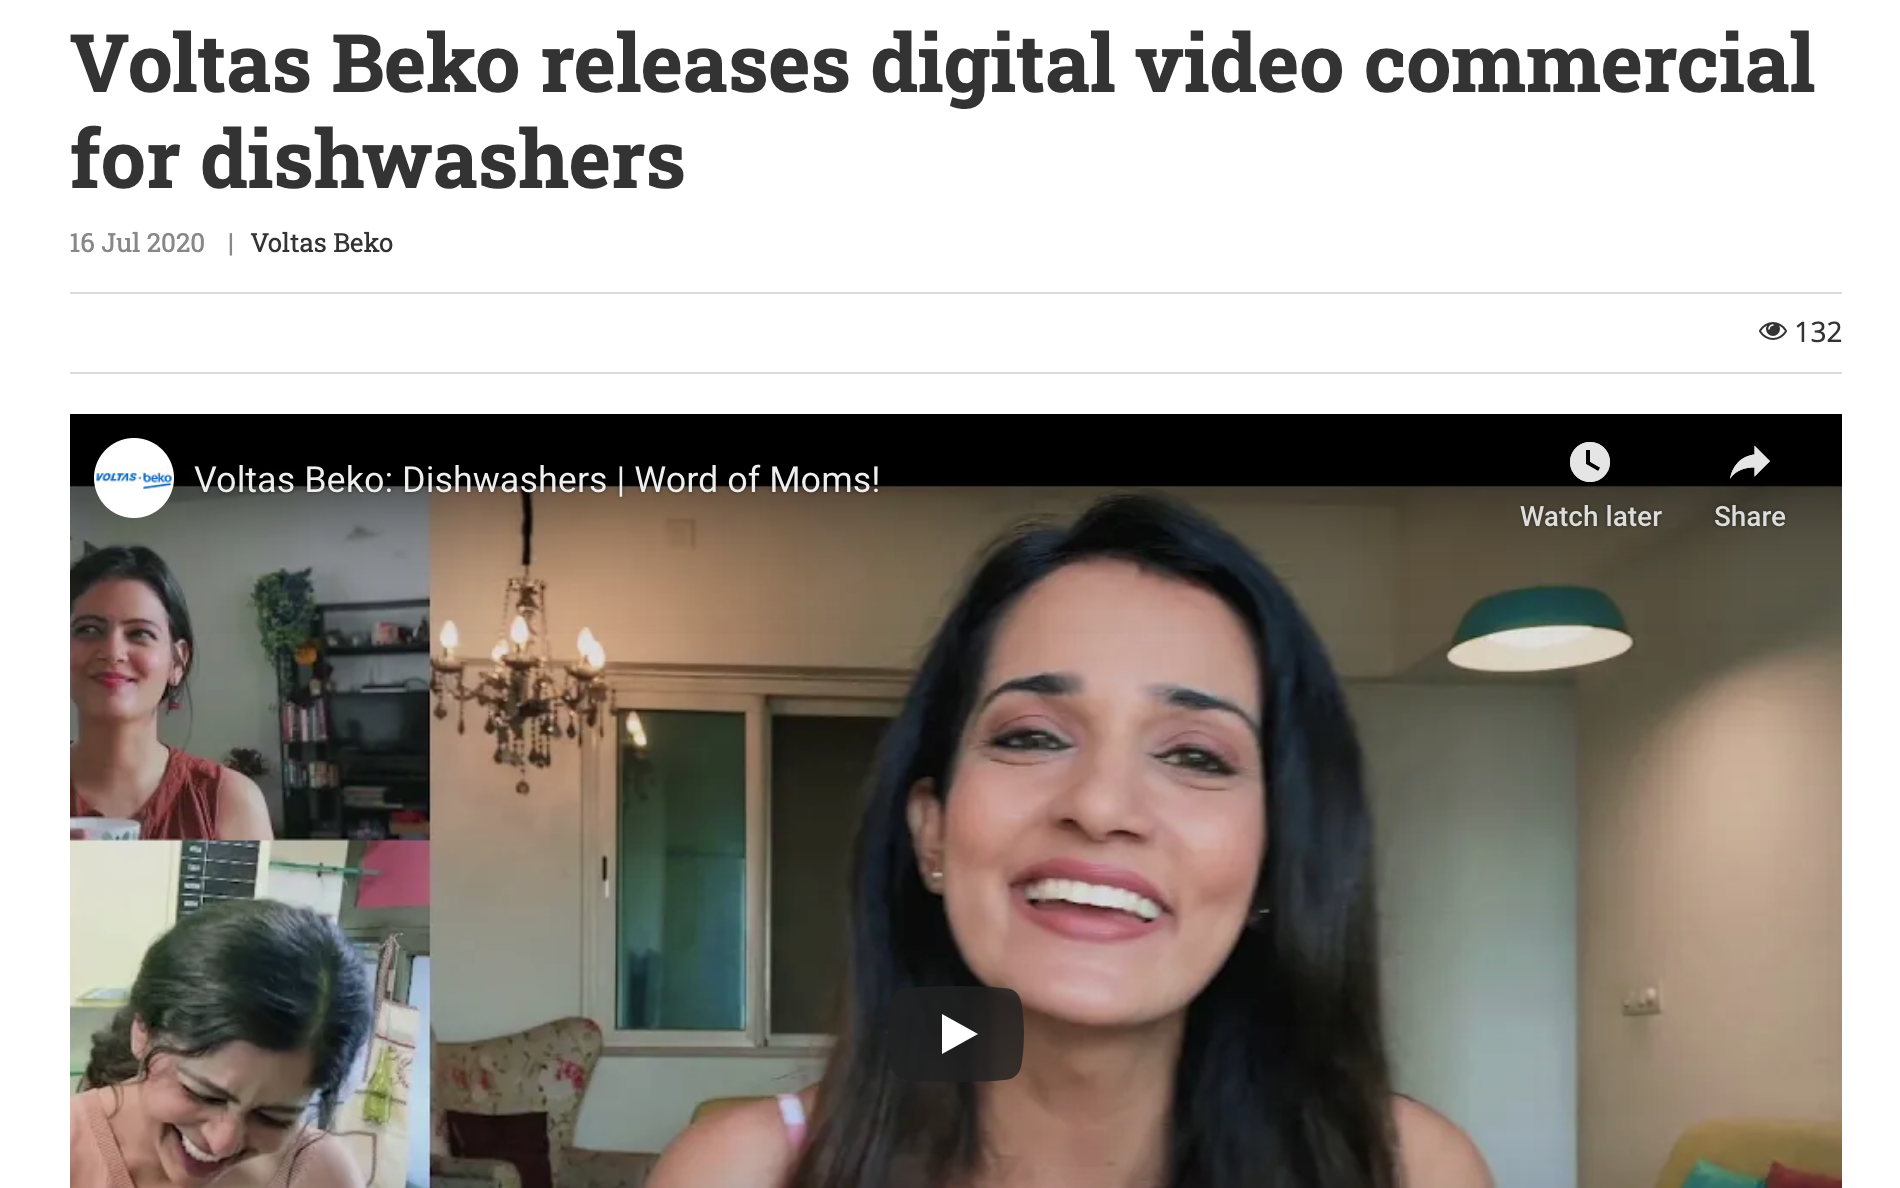 Voltas Beko releases digital video commercial
for dishwashers
16 Jul 2020 | Voltas Beko
132
VOLTAS beko
Voltas Beko: Dishwashers | Word of Moms!
Watch later
Share